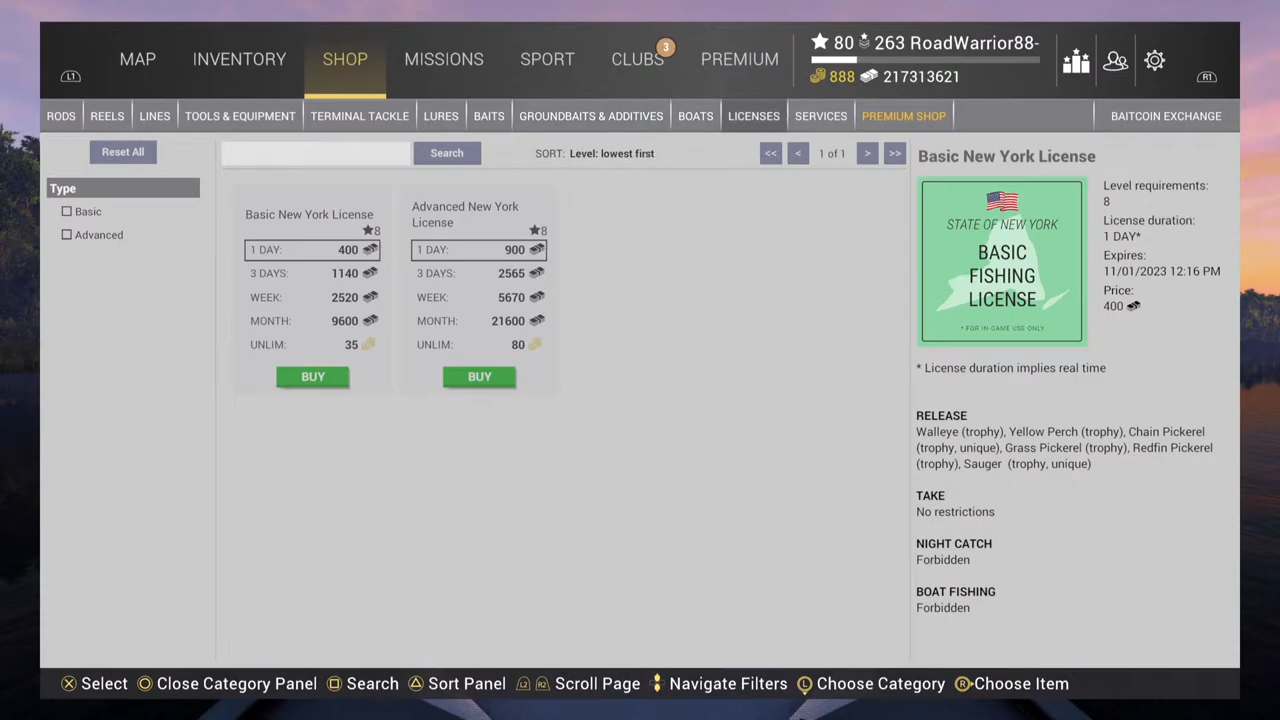 MAP INVENTORY SHOP MISSIONS SPORT CLUBS 3 PREMIUM
80 263 RoadWarrior88-
888 217313621
L1
R1
RODS REELS LINES TOOLS & EQUIPMENT TERMINAL TACKLE LURES BAITS GROUNDBAITS & ADDITIVES BOATS LICENSES SERVICES PREMIUM SHOP BAITCOIN EXCHANGE
Reset All
Search SORT: Level: lowest first << < 1 of 1 > >>
Type
Basic
Advanced
Basic New York License
8
1 DAY: 400
3 DAYS: 1140
WEEK: 2520
MONTH: 9600
UNLIM: 35
BUY
Advanced New York
License
8
1 DAY: 900
3 DAYS: 2565
WEEK: 5670
MONTH: 21600
UNLIM: 80
BUY
Basic New York License
STATE OF NEW YORK
BASIC
FISHING
LICENSE
* FOR IN-GAME USE ONLY
Level requirements:
8
License duration:
1 DAY*
Expires:
11/01/2023 12:16 PM
Price:
400
* License duration implies real time
RELEASE
Walleye (trophy), Yellow Perch (trophy), Chain Pickerel
(trophy, unique), Grass Pickerel (trophy), Redfin Pickerel
(trophy), Sauger (trophy, unique)
TAKE
No restrictions
NIGHT CATCH
Forbidden
BOAT FISHING
Forbidden
Select Close Category Panel Search Sort Panel L2 R2 Scroll Page Navigate Filters L Choose Category R Choose Item